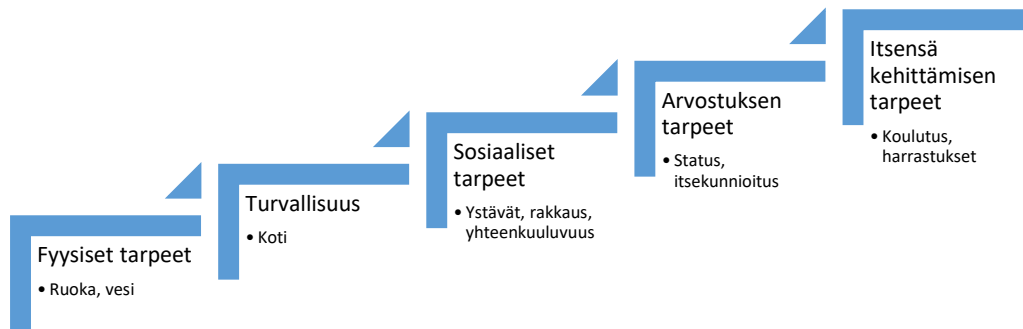 Fyysiset tarpeet
• Ruoka, vesi
Turvallisuus
• Koti
Sosiaaliset
tarpeet
• Ystävät, rakkaus,
yhteenkuuluvuus
Arvostuksen
tarpeet
• Status,
itsekunnioitus
Itsensä
kehittämisen
tarpeet
• Koulutus,
harrastukset